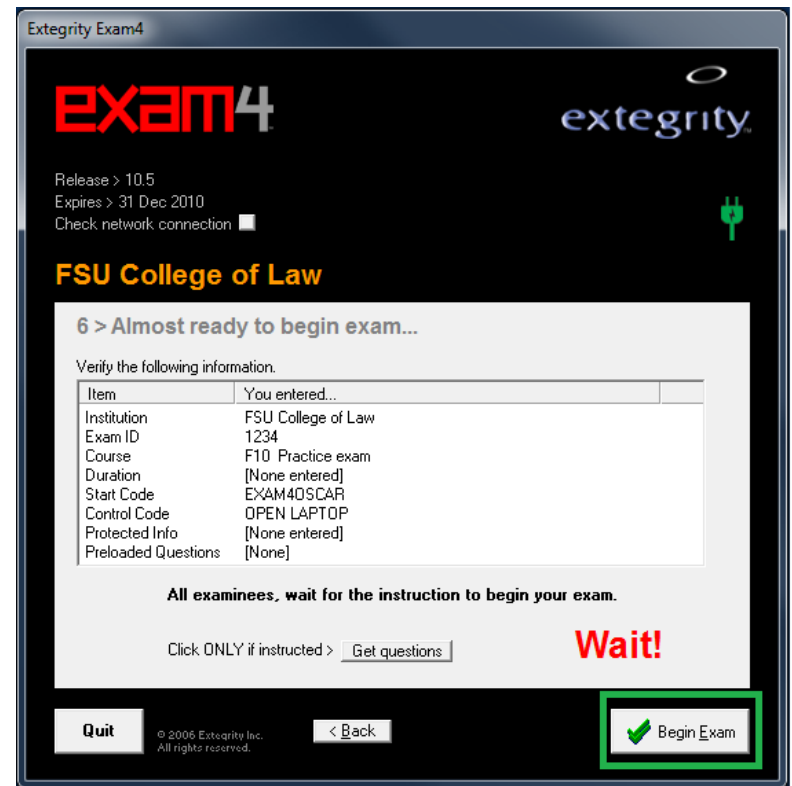 Extegrity Exam4
exam4
extegrity
Release > 10.5
Expires > 31 Dec 2010
Check network connection
FSU College of Law
6 > Almost ready to begin exam...
Verify the following information.
Item You entered...
Institution FSU College of Law
Exam ID 1234
Course F10 Practice exam
Duration [None entered]
Start Code EXAM4OSCAR
Control Code OPEN LAPTOP
Protected Info [None entered]
Preloaded Questions [None]
All examinees, wait for the instruction to begin your exam.
Click ONLY if instructed > Get questions
Wait!
Quit
© 2006 Extegrity Inc.
All rights reserved.
< Back
Begin Exam